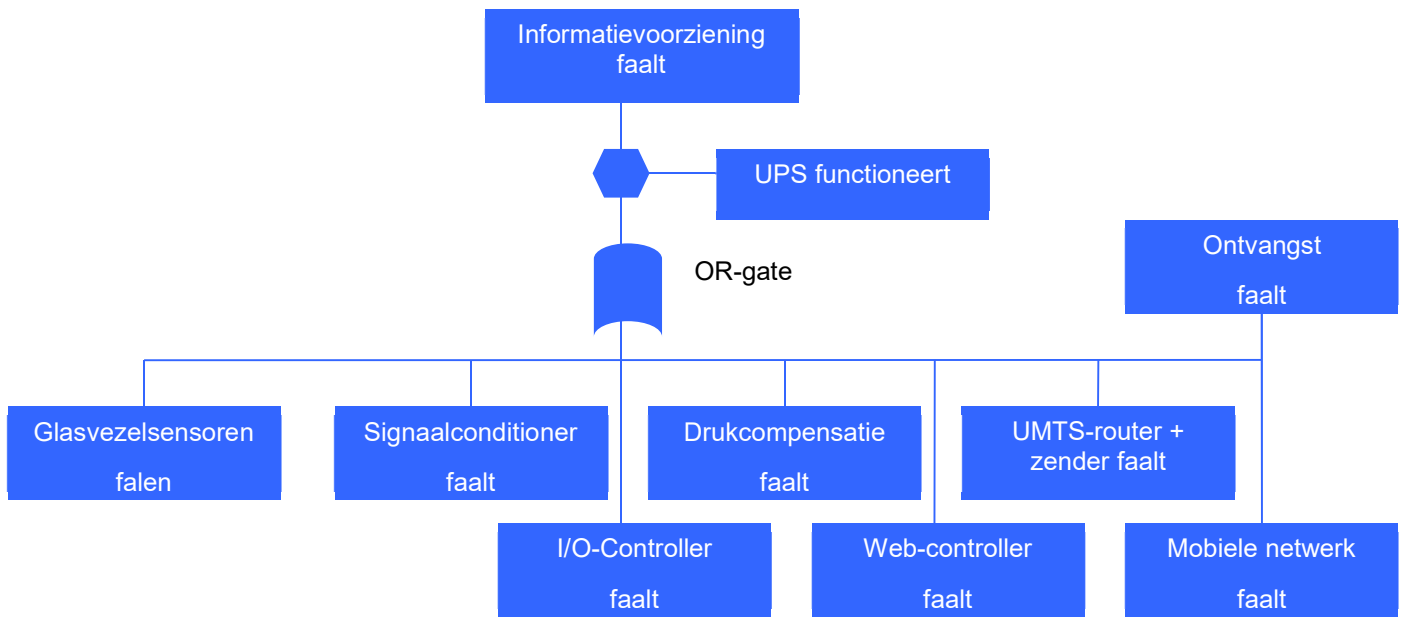 Informatievoorziening
faalt
UPS functioneert
OR-gate
Ontvangst
faalt
Glasvezelsensoren
falen
Signaalconditioner
faalt
Drukcompensatie
faalt
UMTS-router +
zender faalt
I/O-Controller
faalt
Web-controller
faalt
Mobiele netwerk
faalt